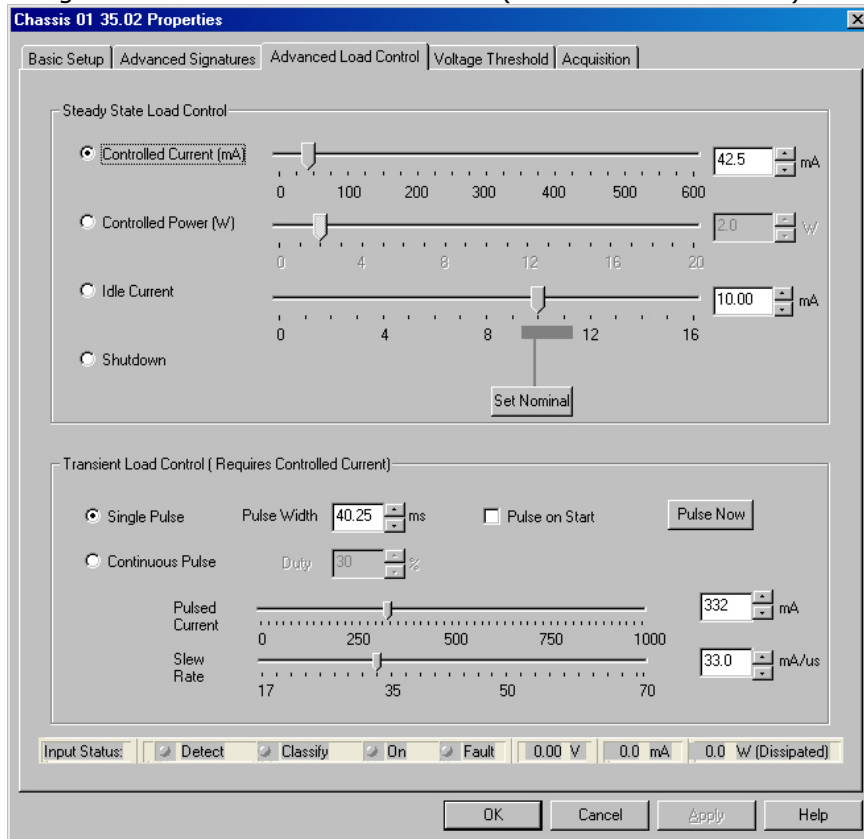 Chassis 01 35.02 Properties
Basic Setup Advanced Signatures Advanced Load Control Voltage Threshold Acquisition
Steady State Load Control
Controlled Current (mA) 42.5 mA
0 100 200 300 400 500 600
Controlled Power (W) 2.0 W
0 4 8 12 16 20
Idle Current 10.00 mA
0 4 8 12 16
Shutdown
Set Nominal
Transient Load Control ( Requires Controlled Current)
Single Pulse Pulse Width 40.25 ms Pulse on Start Pulse Now
Continuous Pulse Duty 30 %
Pulsed Current 332 mA
0 250 500 750 1000
Slew Rate 33.0 mA/us
17 35 50 70
Input Status: Detect Classify On Fault 0.00 V 0.0 mA 0.0 W (Dissipated)
OK Cancel Apply Help